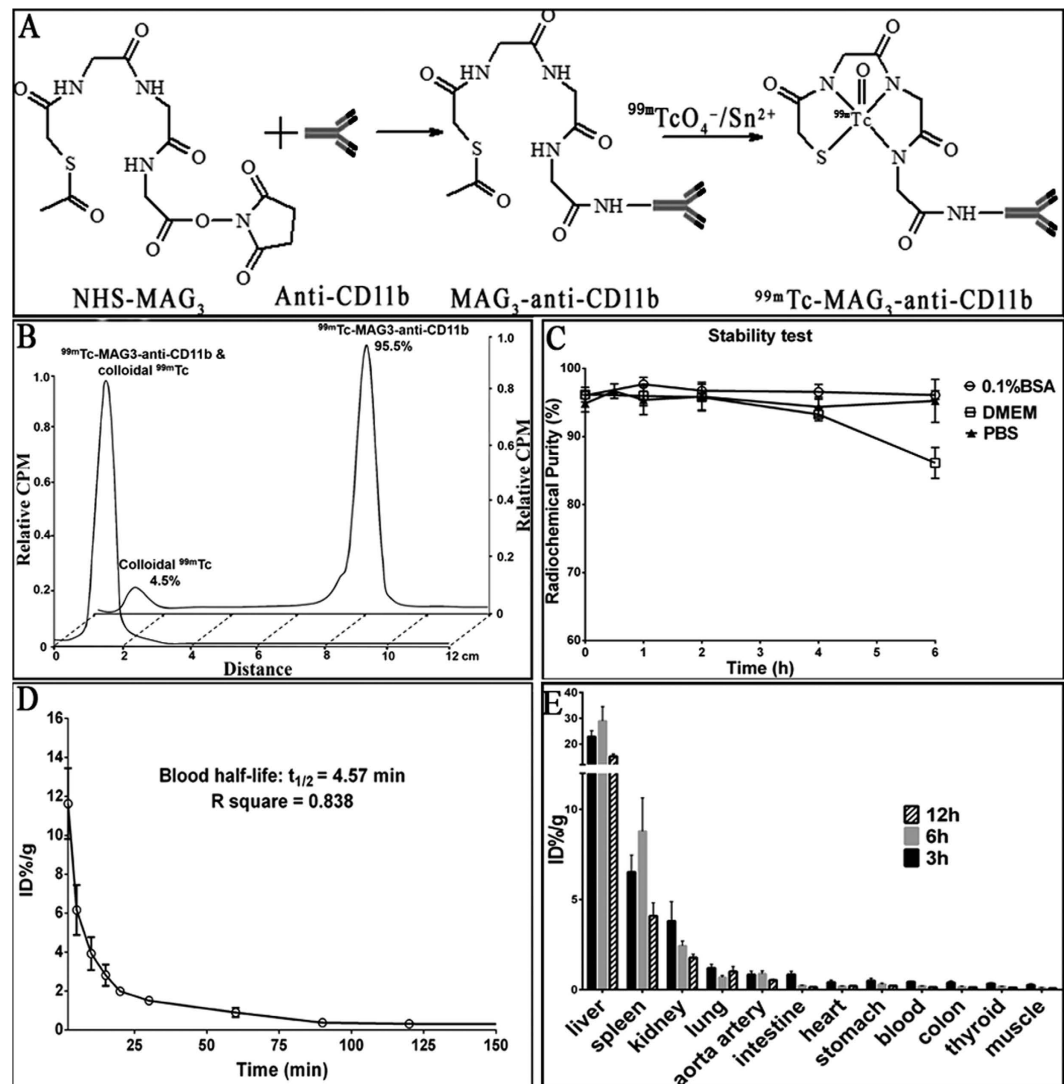 A
O
O
O
NH
NH
HN
NH
O
O
N
N
O
HN
O
HN
O
O
O
99mTc
N
O
S
NH
O
S
NH
O
S
N
O
O
O
O
O
N
O
O
NH
O
NH
O
+
99mTcO4−/Sn2+
NHS-MAG3
Anti-CD11b
MAG3-anti-CD11b
99mTc-MAG3-anti-CD11b
B
99mTc-MAG3-anti-CD11b
95.5%
99mTc-MAG3-anti-CD11b &
colloidal 99mTc
Colloidal 99mTc
4.5%
Relative CPM
1.0
0.8
0.6
0.4
0.2
0
Relative CPM
1.0
0.8
0.6
0.4
0.2
0
0 2 4 6 8 10 12 cm
Distance
C
Stability test
Radiochemical Purity (%)
100
90
80
70
60
0 1 2 3 4 5 6
Time (h)
0.1%BSA
DMEM
PBS
D
ID%/g
16
14
12
10
8
6
4
2
0
Blood half-life: t1/2 = 4.57 min
R square = 0.838
25 50 75 100 125 150
Time (min)
E
ID%/g
40
30
20
10
5
0
12h
6h
3h
liver
spleen
kidney
lung
aorta artery
intestine
heart
stomach
blood
colon
thyroid
muscle